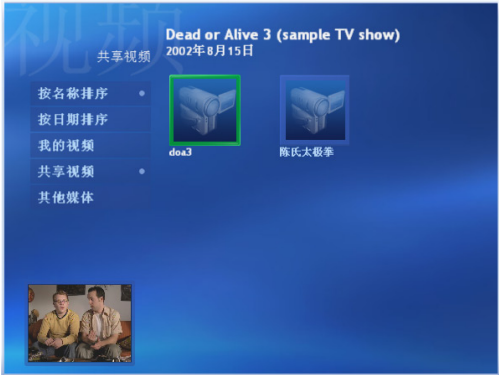 视频
Dead or Alive 3 (sample TV show)
2002年8月15日
共享视频
按名称排序
按日期排序
我的视频
共享视频
其他媒体
doa3
陈氏太极拳